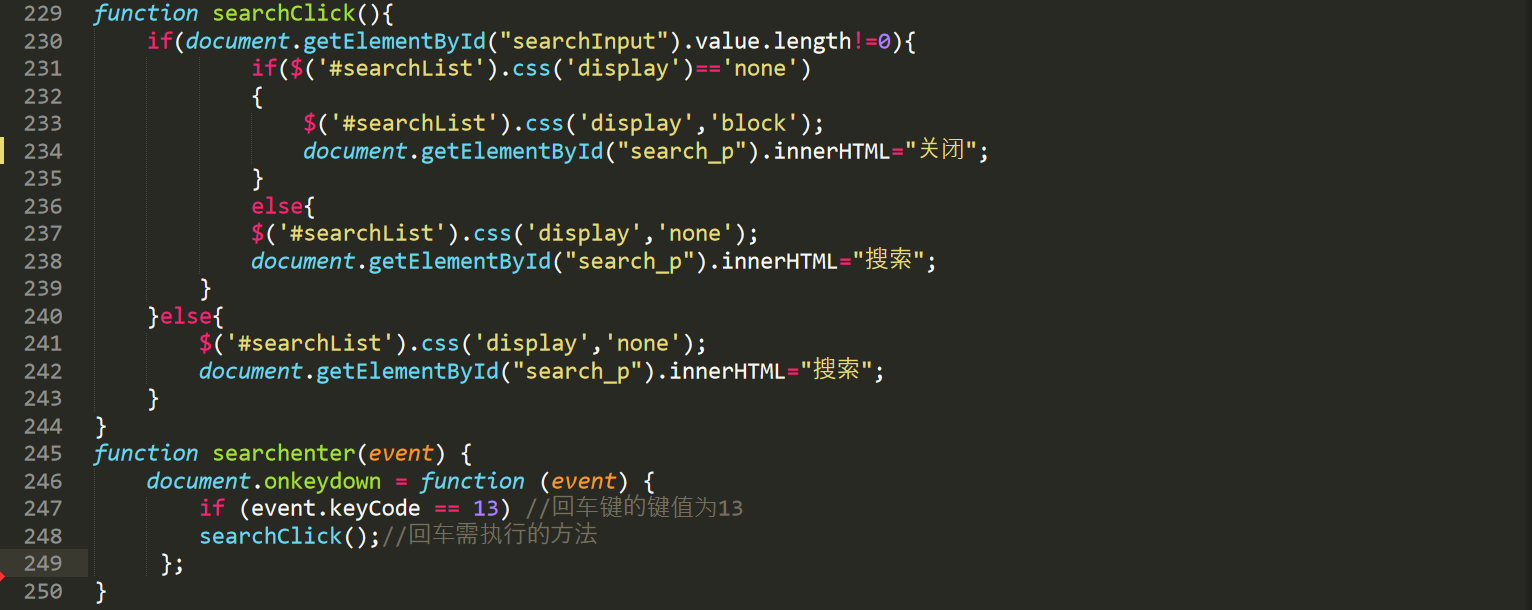 229 function searchClick(){
230     if(document.getElementById("searchInput").value.length!=0){
231             if($('#searchList').css('display')=='none')
232             {
233                 $('#searchList').css('display','block');
234                 document.getElementById("search_p").innerHTML="关闭";
235             }
236             else{
237             $('#searchList').css('display','none');
238             document.getElementById("search_p").innerHTML="搜索";
239         }
240     }else{
241         $('#searchList').css('display','none');
242         document.getElementById("search_p").innerHTML="搜索";
243     }
244 }
245 function searchenter(event) {
246     document.onkeydown = function (event) {
247         if (event.keyCode == 13) //回车键的键值为13
248         searchClick();//回车需执行的方法
249      };
250 }